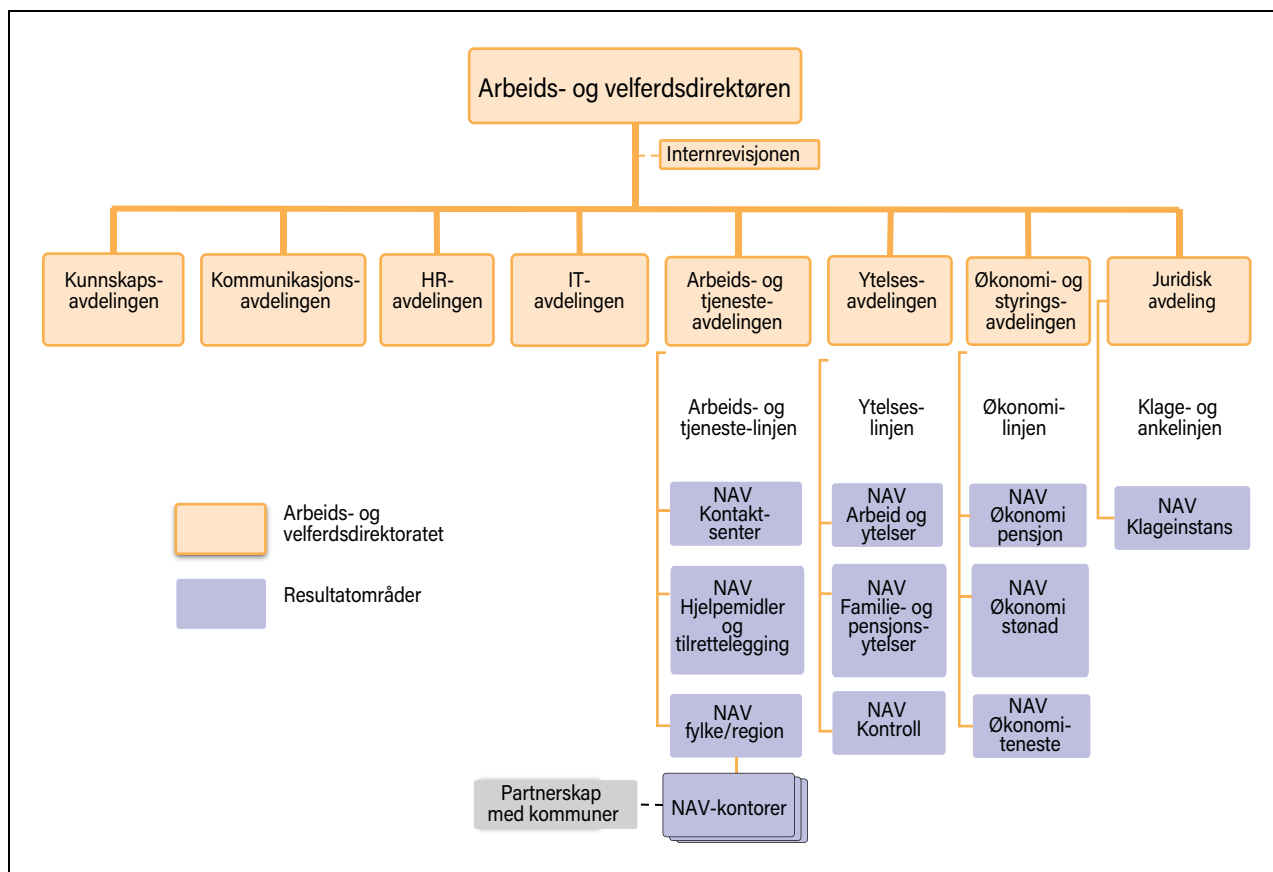 Arbeids- og velferdsdirektøren
Internrevisjonen
Kunnskaps-
avdelingen
Kommunikasjons-
avdelingen
HR-
avdelingen
IT-
avdelingen
Arbeids- og
tjeneste-
avdelingen
Ytelses-
avdelingen
Økonomi- og
styrings-
avdelingen
Juridisk
avdeling
Arbeids- og
tjeneste-linjen
Ytelses-
linjen
Økonomi-
linjen
Klage- og
ankelinjen
NAV
Kontakt-
senter
NAV
Arbeid og
ytelser
NAV
Økonomi
pensjon
NAV
Klageinstans
Arbeids- og
velferdsdirektoratet
Resultatområder
NAV
Hjelpemidler
og
tilrettelegging
NAV
Familie- og
pensjons-
ytelser
NAV
Økonomi
stønad
NAV
fylke/region
NAV
Kontroll
NAV
Økonomi-
teneste
Partnerskap
med kommuner
NAV-kontorer